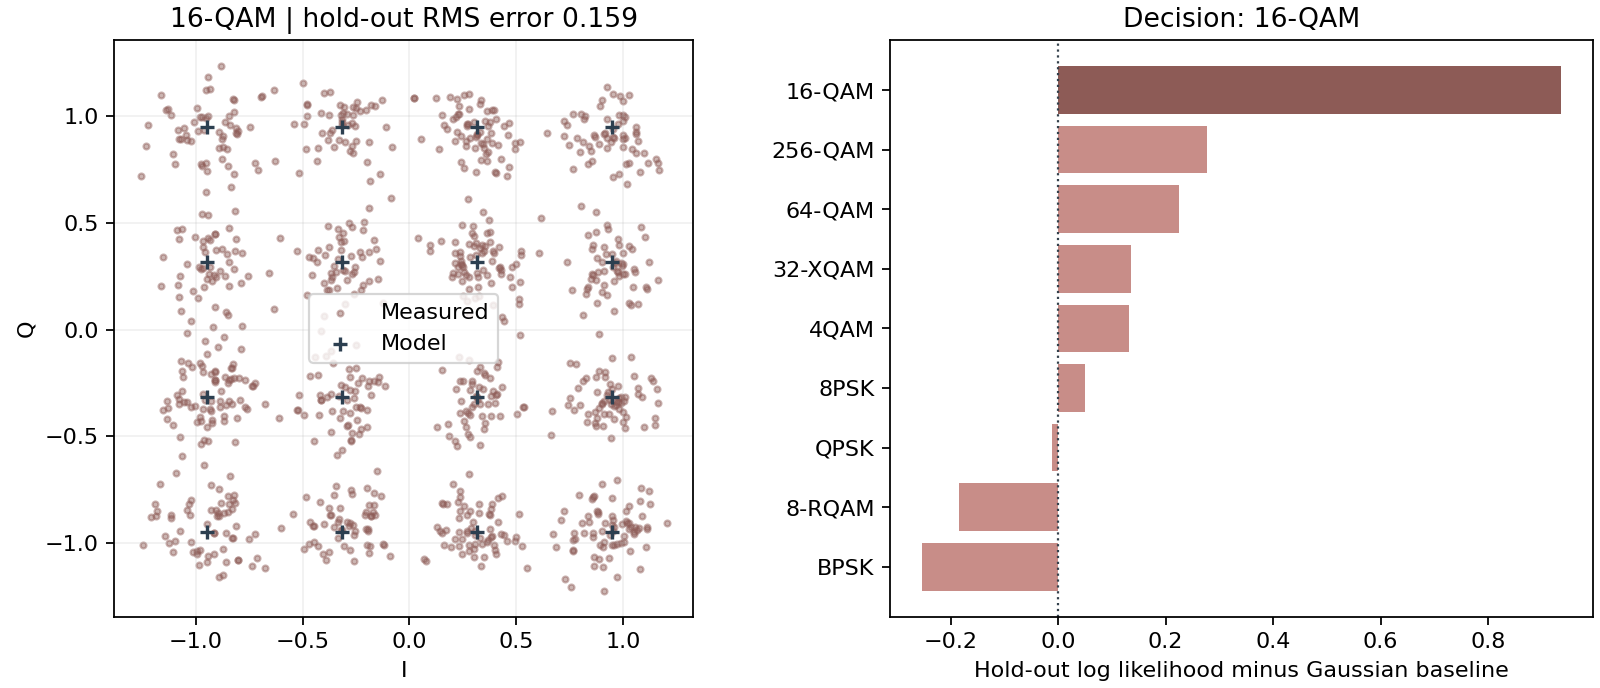 16-QAM | hold-out RMS error 0.159
1.0
0.5
0.0
−0.5
−1.0
Q
−1.0
−0.5
0.0
0.5
1.0
I
Measured
Model
Decision: 16-QAM
16-QAM
256-QAM
64-QAM
32-XQAM
4QAM
8PSK
QPSK
8-RQAM
BPSK
−0.2
0.0
0.2
0.4
0.6
0.8
Hold-out log likelihood minus Gaussian baseline